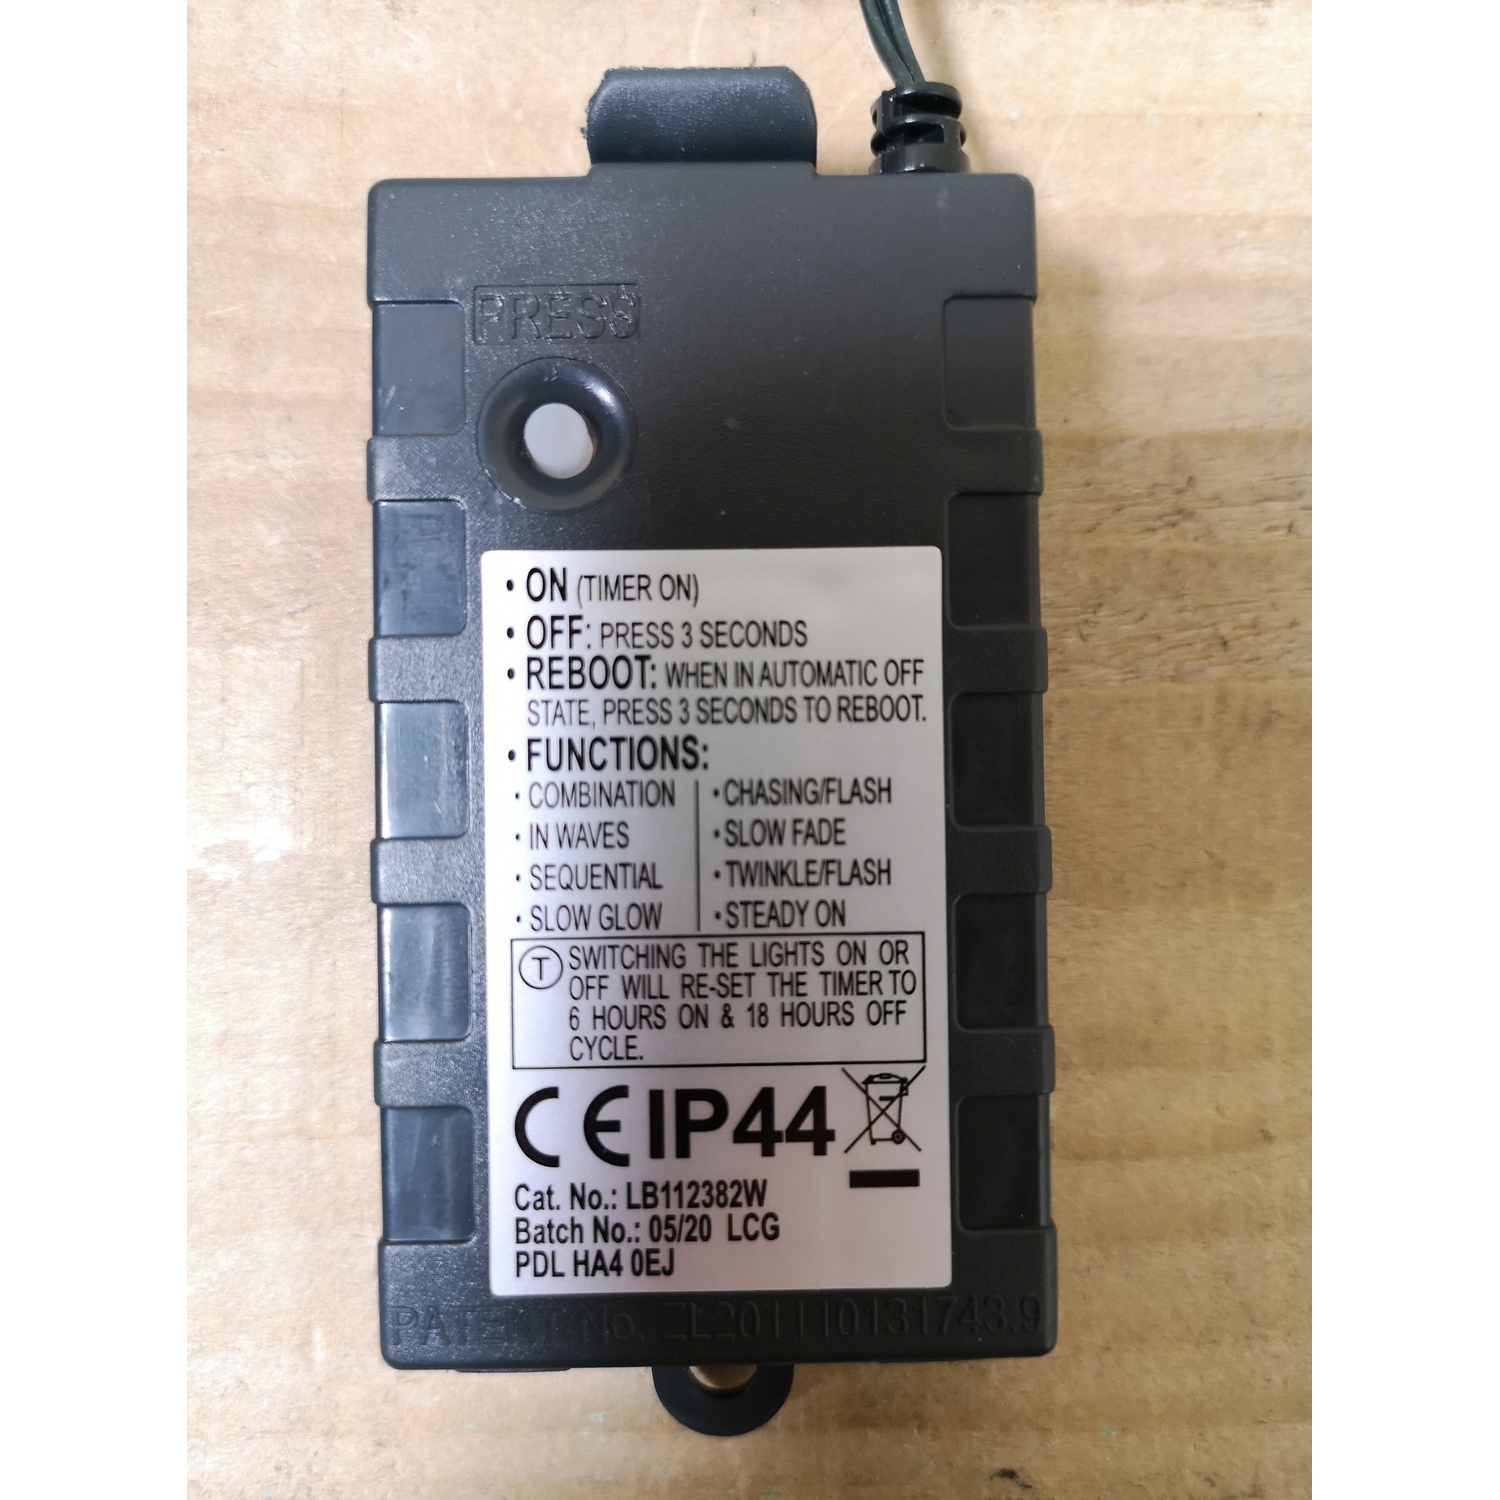 PRESS
• ON (TIMER ON)
• OFF: PRESS 3 SECONDS
• REBOOT: WHEN IN AUTOMATIC OFF
STATE, PRESS 3 SECONDS TO REBOOT.
• FUNCTIONS:
• COMBINATION
• IN WAVES
• SEQUENTIAL
• SLOW GLOW
• CHASING/FLASH
• SLOW FADE
• TWINKLE/FLASH
• STEADY ON
T
SWITCHING THE LIGHTS ON OR
OFF WILL RE-SET THE TIMER TO
6 HOURS ON & 18 HOURS OFF
CYCLE.
CE IP44
Cat. No.: LB112382W
Batch No.: 05/20 LCG
PDL HA4 0EJ
PATENT No. ZL201110131743.9